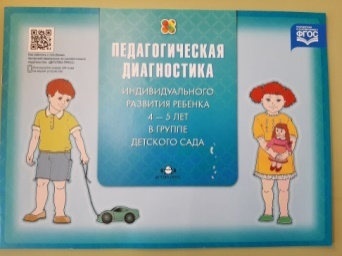 ФГОС
ПЕДАГОГИЧЕСКАЯ
ДИАГНОСТИКА
ИНДИВИДУАЛЬНОГО
РАЗВИТИЯ РЕБЕНКА
4 — 5 ЛЕТ
В ГРУППЕ
ДЕТСКОГО САДА